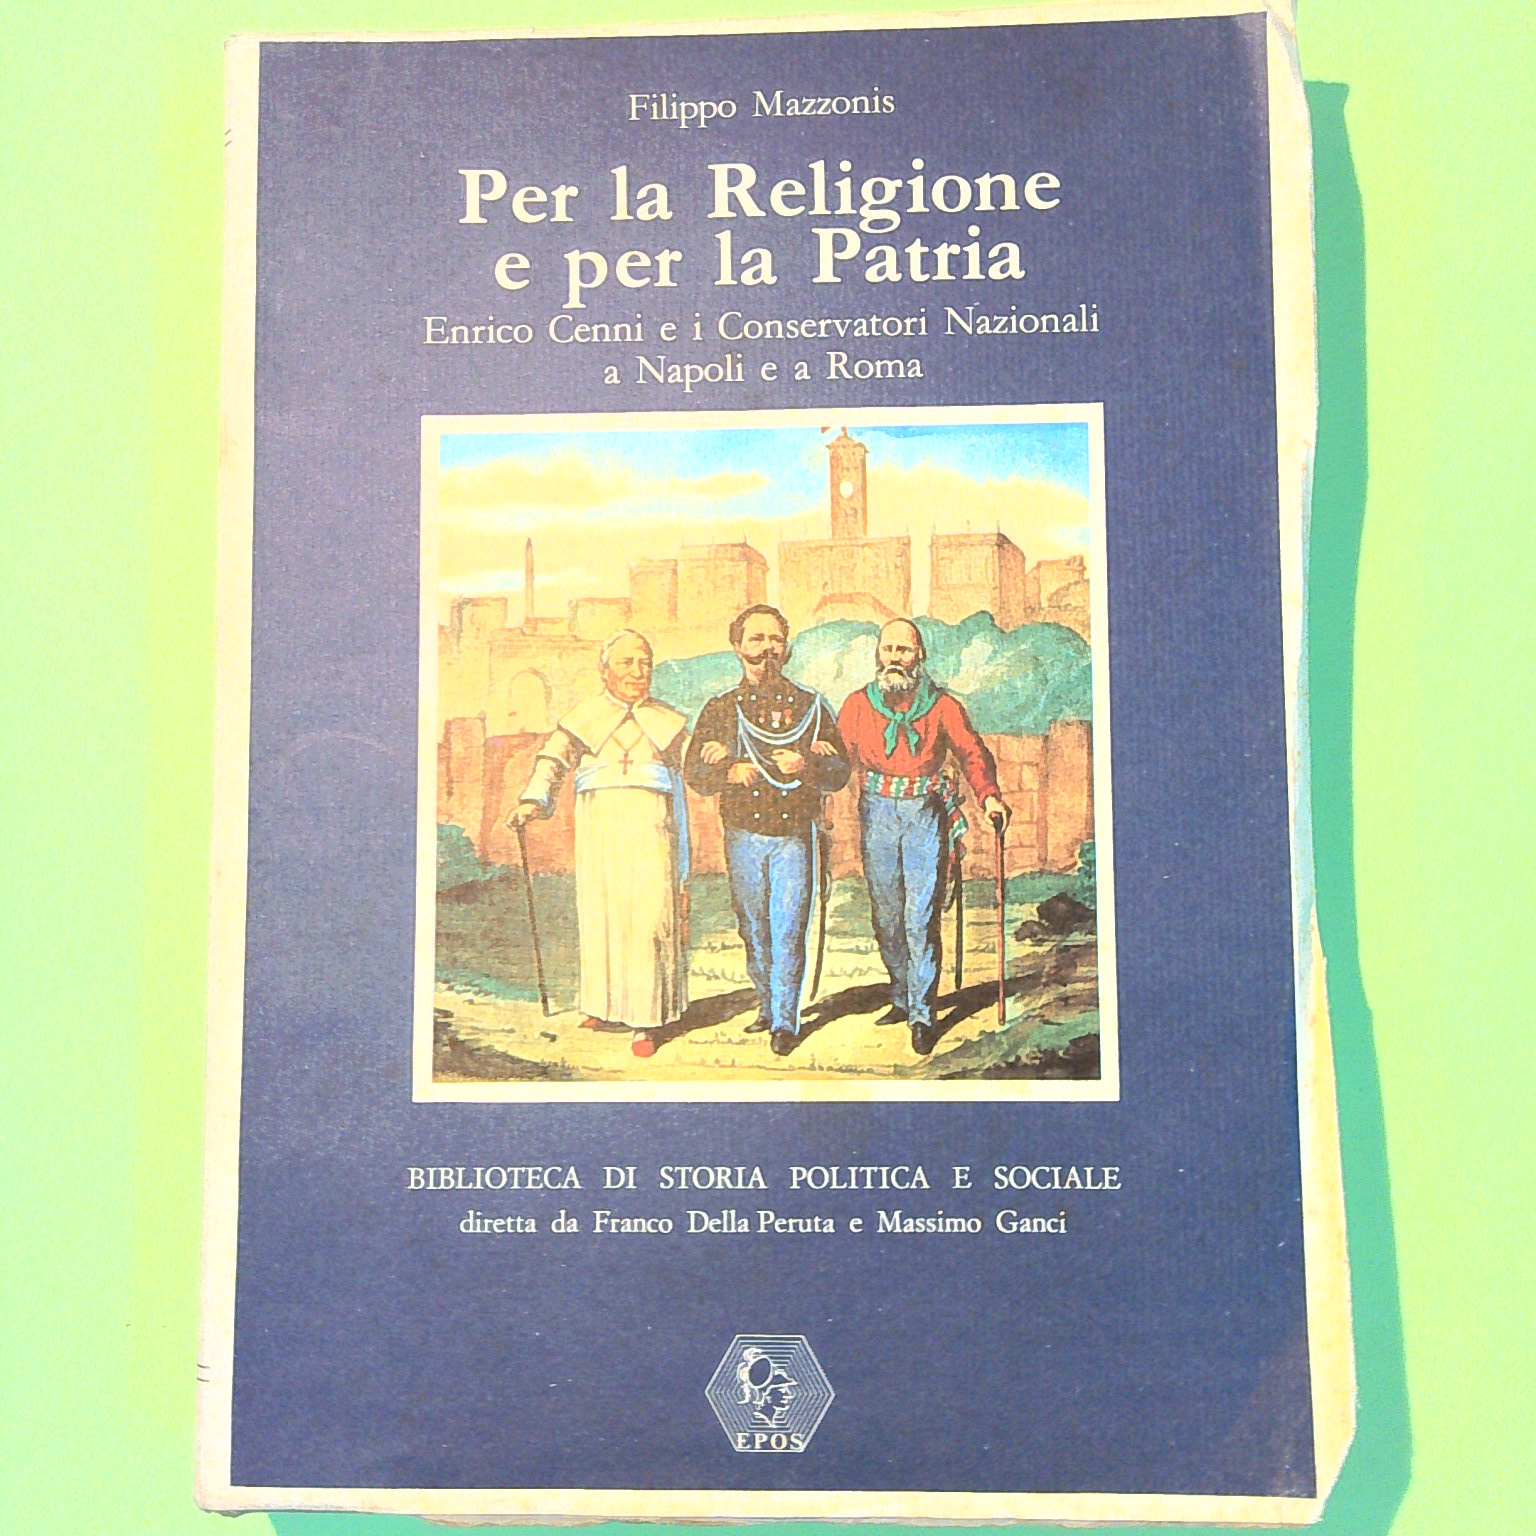 Filippo Mazzonis
Per la Religione
e per la Patria
Enrico Cenni e i Conservatori Nazionali
a Napoli e a Roma
BIBLIOTECA DI STORIA POLITICA E SOCIALE
diretta da Franco Della Peruta e Massimo Ganci
EPOS